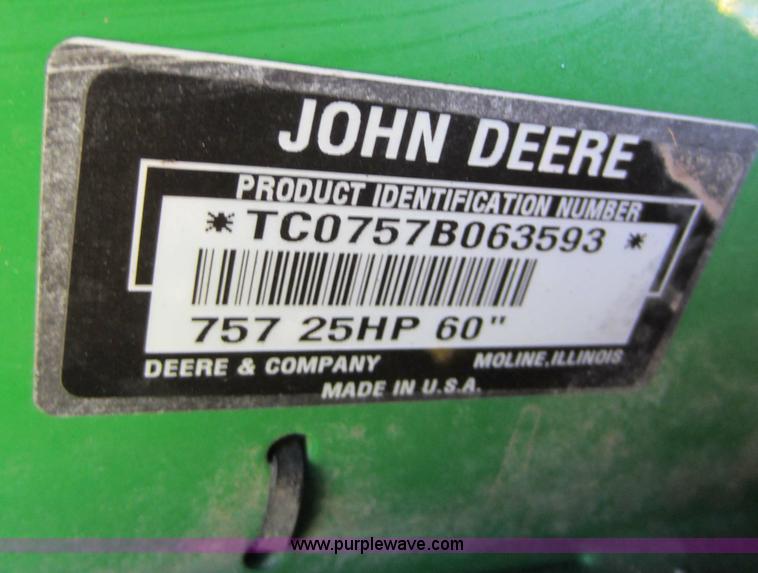 JOHN DEERE
PRODUCT IDENTIFICATION NUMBER
*TC0757B063593*
757 25HP 60"
DEERE & COMPANY MOLINE, ILLINOIS
MADE IN U.S.A.
www.purplewave.com